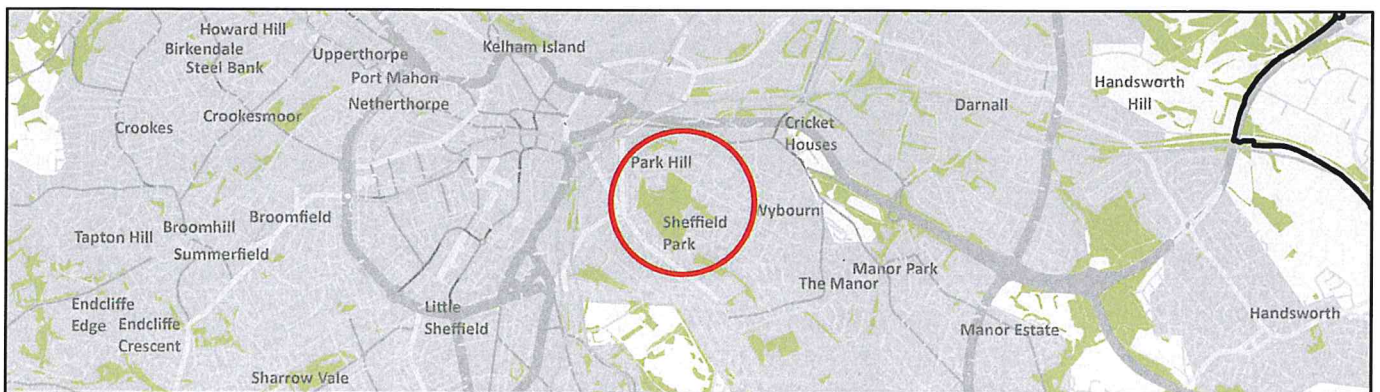 Howard Hill
Birkendale
Steel Bank
Upperthorpe
Kelham Island
Port Mahon
Netherthorpe
Crookes
Crookesmoor
Darnall
Handsworth
Hill
Cricket
Houses
Park Hill
Sheffield
Park
Wybourn
Broomfield
Broomhill
Tapton Hill
Summerfield
Manor Park
The Manor
Endcliffe
Edge
Endcliffe
Crescent
Little
Sheffield
Manor Estate
Handsworth
Sharrow Vale